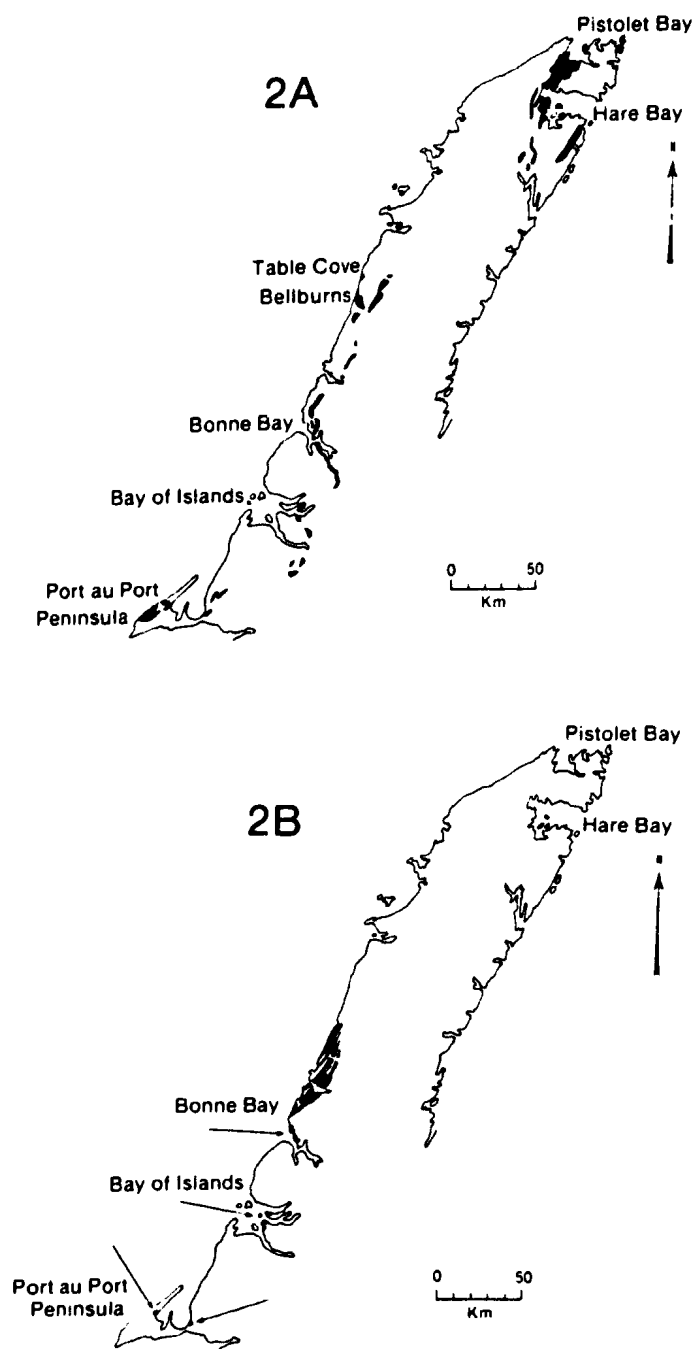 Pistolet Bay
2A
Hare Bay
Table Cove
Bellburns
Bonne Bay
Bay of Islands
Port au Port
Peninsula
0 50
Km
Pistolet Bay
2B
Hare Bay
Bonne Bay
Bay of Islands
Port au Port
Peninsula
0 50
Km